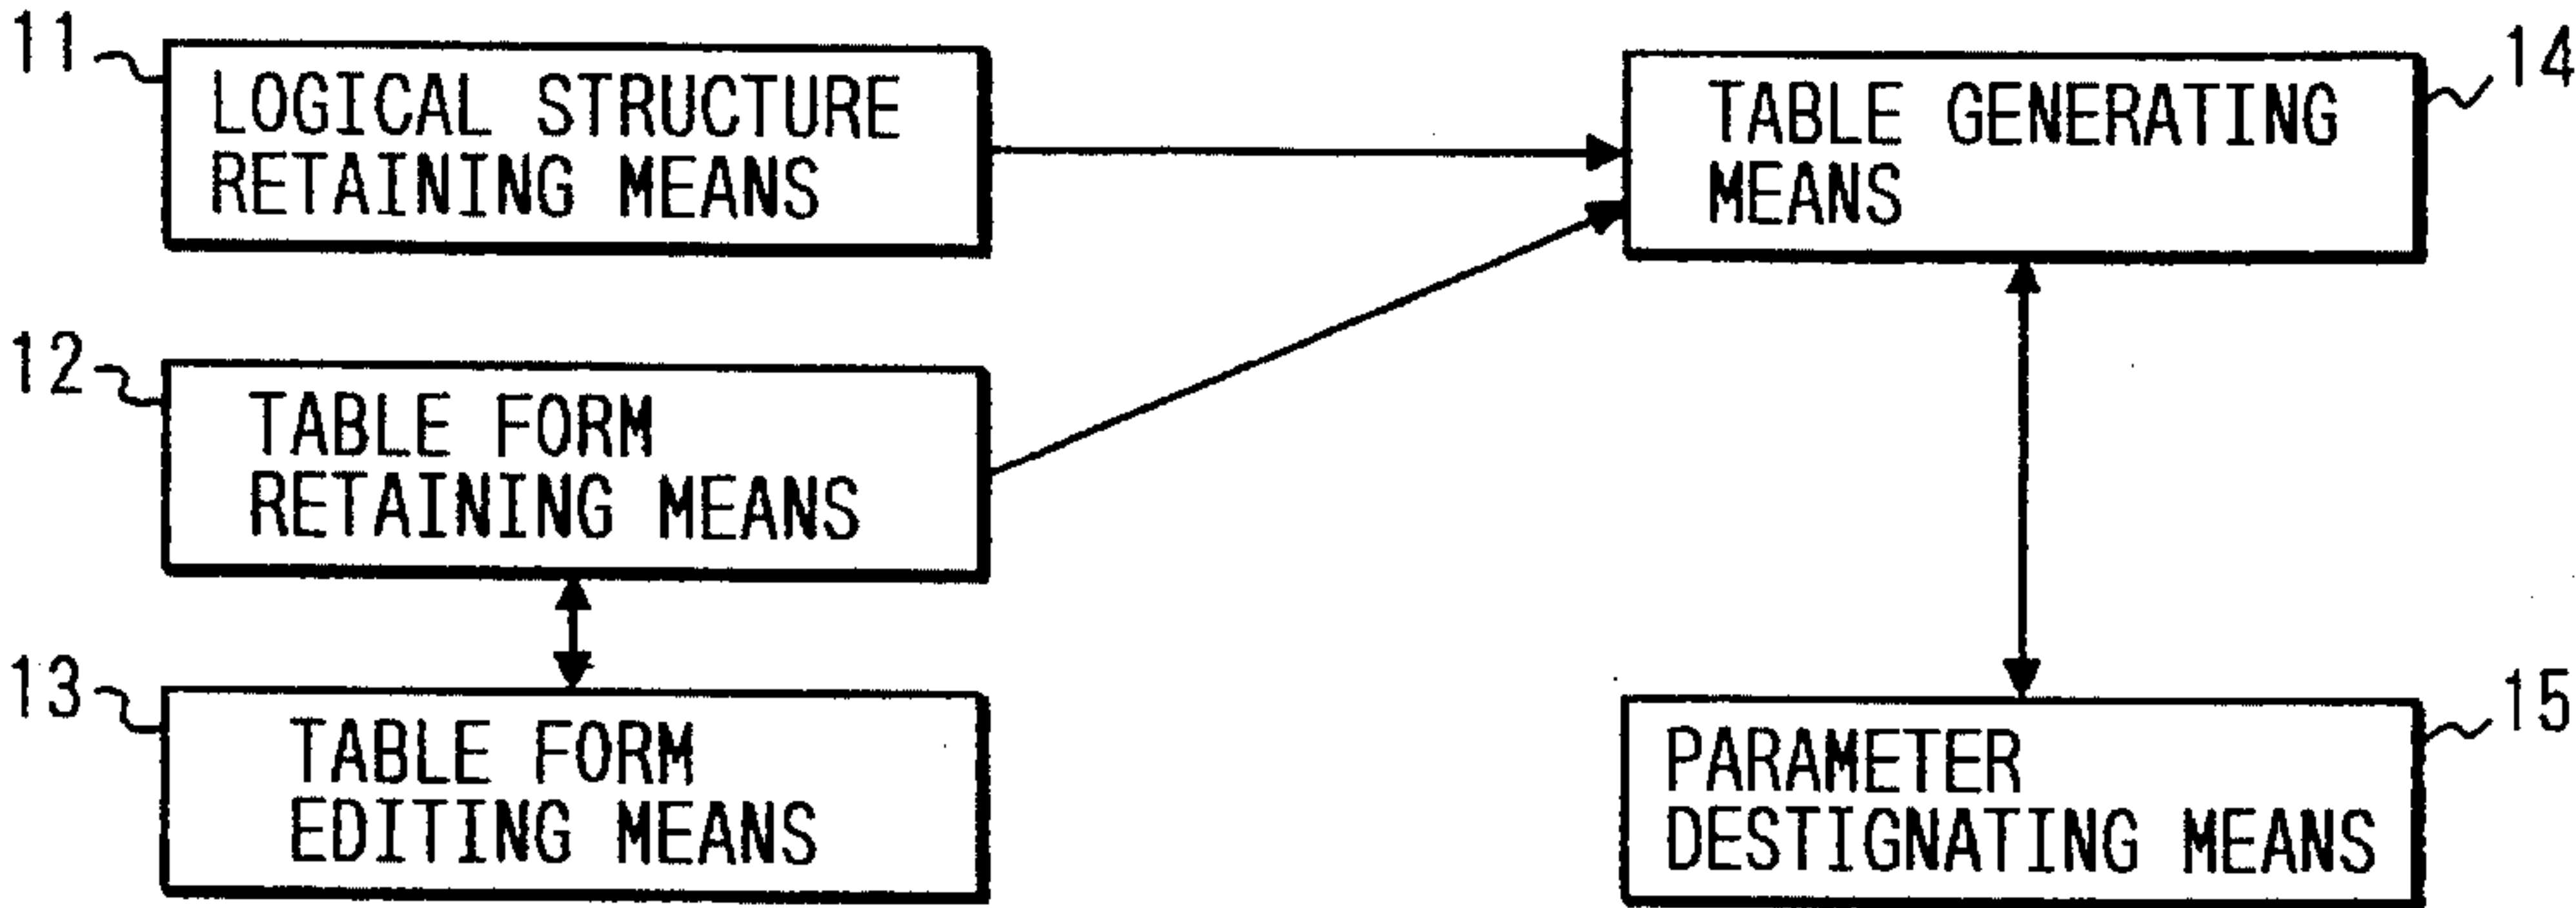 11
LOGICAL STRUCTURE
RETAINING MEANS
TABLE GENERATING
MEANS
14
12
TABLE FORM
RETAINING MEANS
13
TABLE FORM
EDITING MEANS
PARAMETER
DESTIGNATING MEANS
15